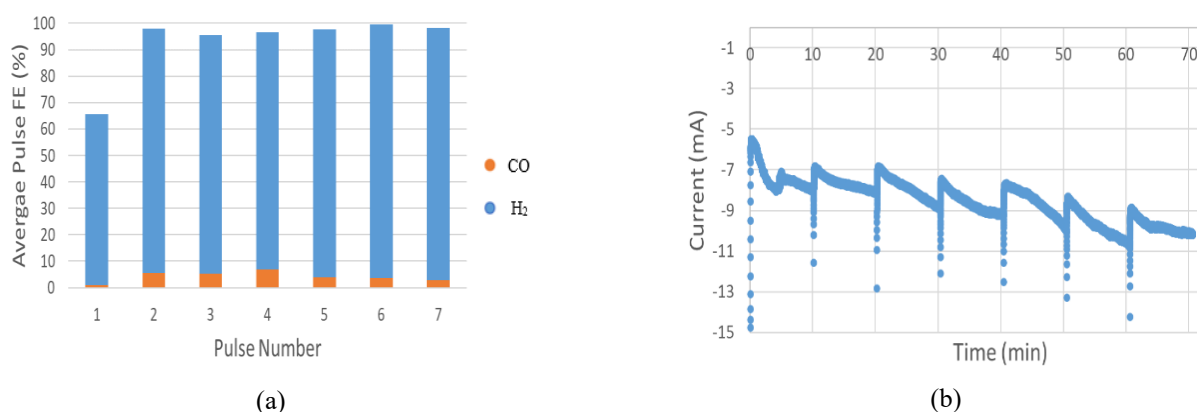 100
90
80
70
60
50
40
30
20
10
0
Avergae Pulse FE (%)
1 2 3 4 5 6 7
Pulse Number
CO
H₂
(a)
-1
-3
-5
-7
-9
-11
-13
-15
Current (mA)
0 10 20 30 40 50 60 70
Time (min)
(b)